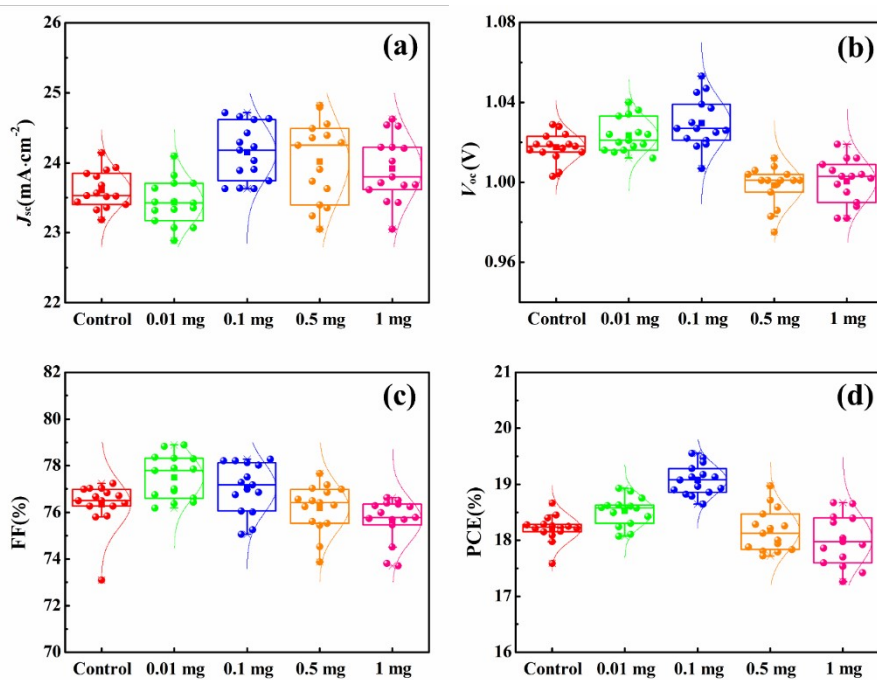 (a)
26
25
24
23
22
Jsc(mA·cm⁻²)
Control 0.01 mg 0.1 mg 0.5 mg 1 mg
(b)
1.08
1.04
1.00
0.96
Voc(V)
Control 0.01 mg 0.1 mg 0.5 mg 1 mg
(c)
82
80
78
76
74
72
70
FF(%)
Control 0.01 mg 0.1 mg 0.5 mg 1 mg
(d)
21
20
19
18
17
16
PCE(%)
Control 0.01 mg 0.1 mg 0.5 mg 1 mg